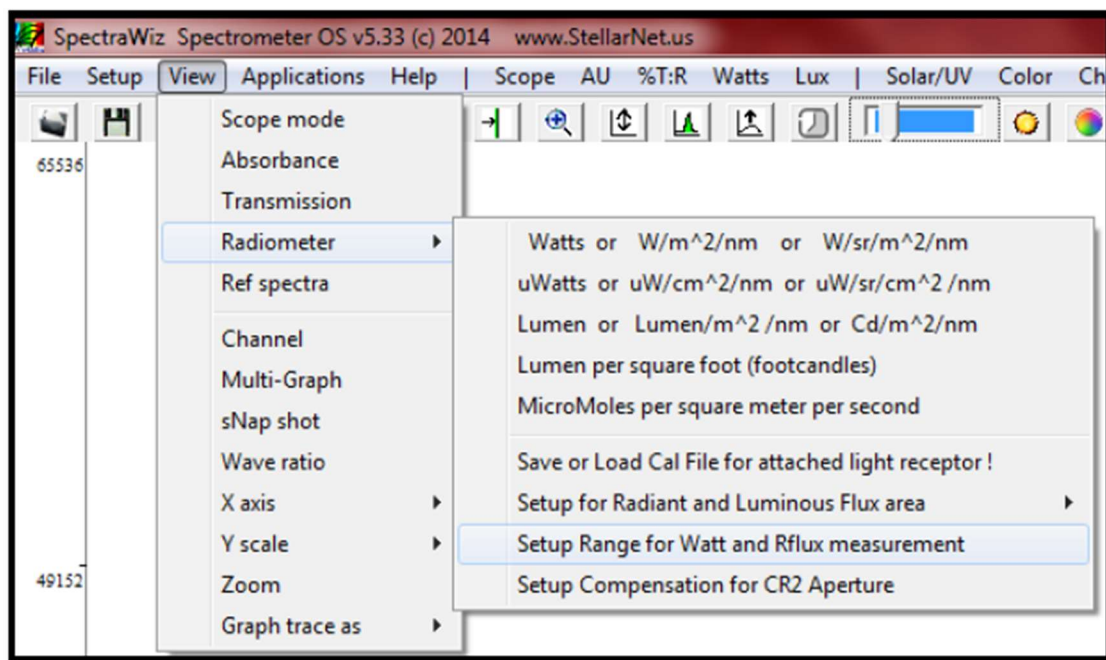 SpectraWiz Spectrometer OS v5.33 (c) 2014 www.StellarNet.us
File Setup View Applications Help | Scope AU %T:R Watts Lux | Solar/UV Color Ch
65536
49152
Scope mode
Absorbance
Transmission
Radiometer
Ref spectra
Channel
Multi-Graph
sNap shot
Wave ratio
X axis
Y scale
Zoom
Graph trace as
Watts or W/m^2/nm or W/sr/m^2/nm
uWatts or uW/cm^2/nm or uW/sr/cm^2 /nm
Lumen or Lumen/m^2 /nm or Cd/m^2/nm
Lumen per square foot (footcandles)
MicroMoles per square meter per second
Save or Load Cal File for attached light receptor !
Setup for Radiant and Luminous Flux area
Setup Range for Watt and Rflux measurement
Setup Compensation for CR2 Aperture